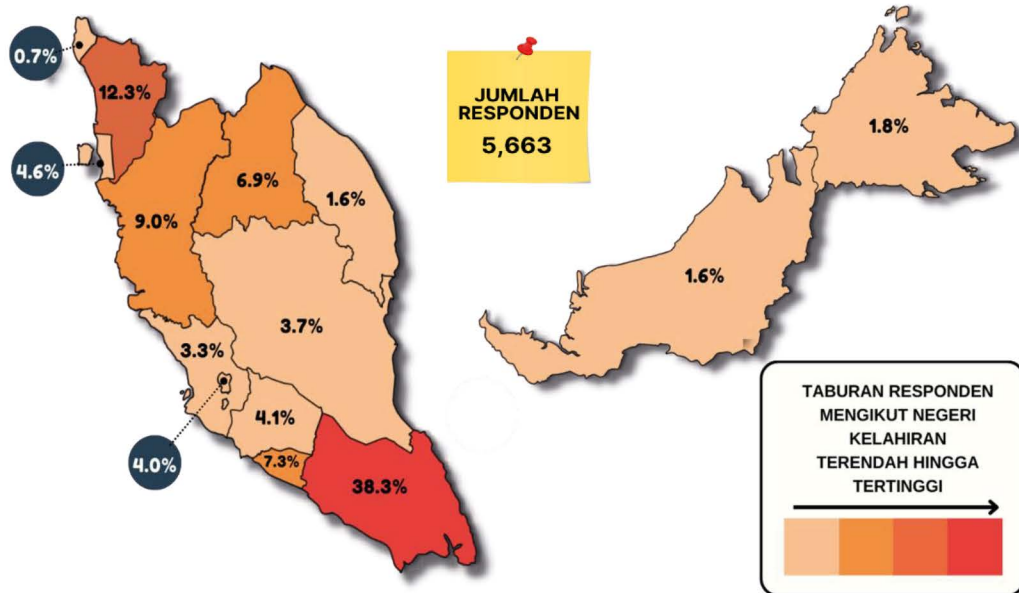 0.7%
12.3%
4.6%
9.0%
6.9%
1.6%
3.7%
3.3%
4.0%
4.1%
7.3%
38.3%
JUMLAH
RESPONDEN
5,663
1.8%
1.6%
TABURAN RESPONDEN
MENGIKUT NEGERI
KELAHIRAN
TERENDAH HINGGA
TERTINGGI